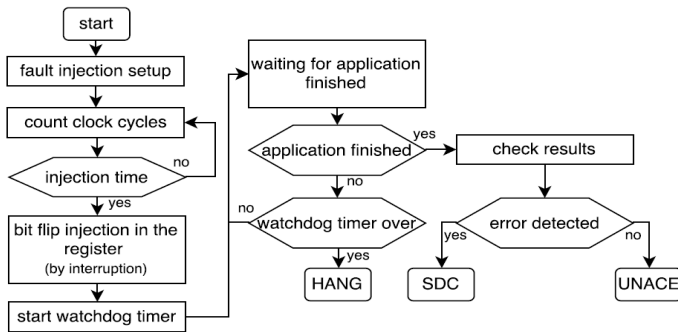 start
fault injection setup
count clock cycles
injection time
no
yes
bit flip injection in the
register
(by interruption)
start watchdog timer
waiting for application
finished
application finished
yes
no
watchdog timer over
no
yes
HANG
check results
error detected
yes
no
SDC
UNACE